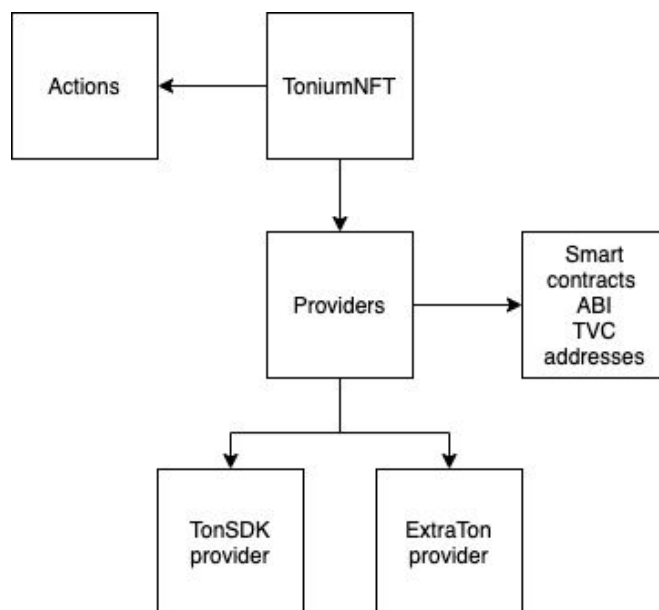 Actions
ToniumNFT
Providers
Smart
contracts
ABI
TVC
addresses
TonSDK
provider
ExtraTon
provider